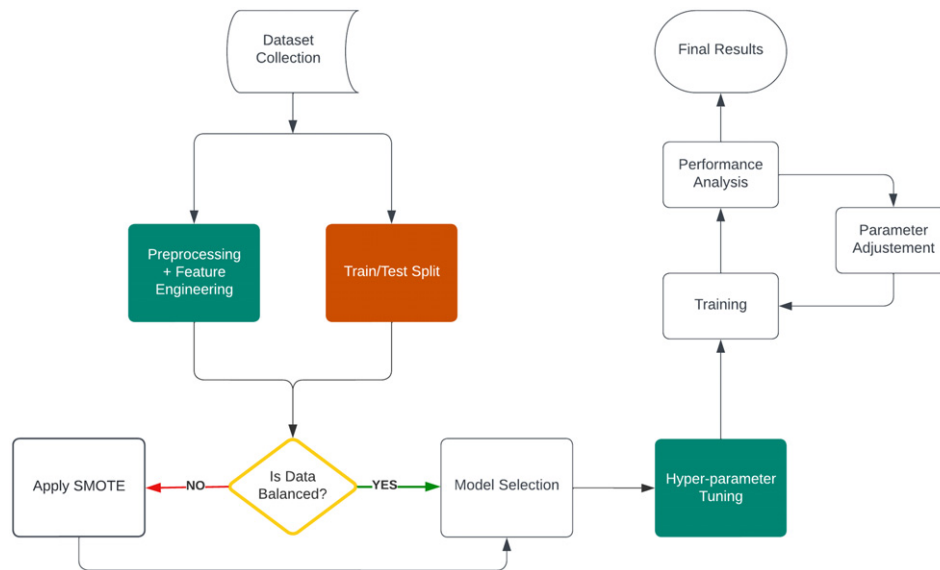 Dataset
Collection
Final Results
Performance
Analysis
Parameter
Adjustement
Preprocessing
+ Feature
Engineering
Train/Test Split
Training
Apply SMOTE
NO
Is Data
Balanced?
YES
Model Selection
Hyper-parameter
Tuning